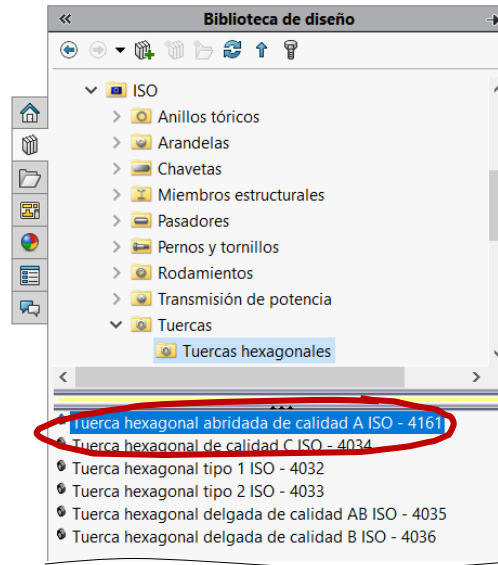 Biblioteca de diseño
ISO
Anillos tóricos
Arandelas
Chavetas
Miembros estructurales
Pasadores
Pernos y tornillos
Rodamientos
Transmisión de potencia
Tuercas
Tuercas hexagonales
Tuerca hexagonal abridada de calidad A ISO - 4161
Tuerca hexagonal de calidad C ISO - 4034
Tuerca hexagonal tipo 1 ISO - 4032
Tuerca hexagonal tipo 2 ISO - 4033
Tuerca hexagonal delgada de calidad AB ISO - 4035
Tuerca hexagonal delgada de calidad B ISO - 4036